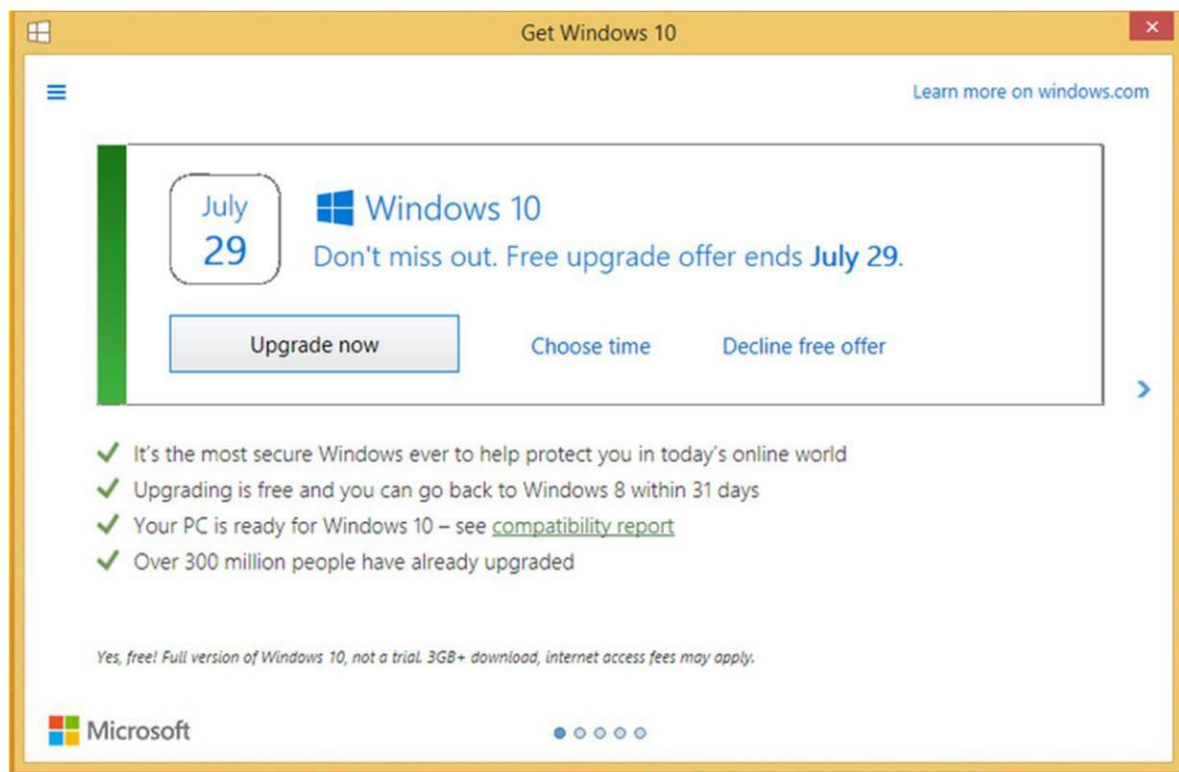 Get Windows 10
Learn more on windows.com
July
29
Windows 10
Don't miss out. Free upgrade offer ends July 29.
Upgrade now
Choose time
Decline free offer
It's the most secure Windows ever to help protect you in today's online world
Upgrading is free and you can go back to Windows 8 within 31 days
Your PC is ready for Windows 10 – see compatibility report
Over 300 million people have already upgraded
Yes, free! Full version of Windows 10, not a trial. 3GB+ download, internet access fees may apply.
Microsoft